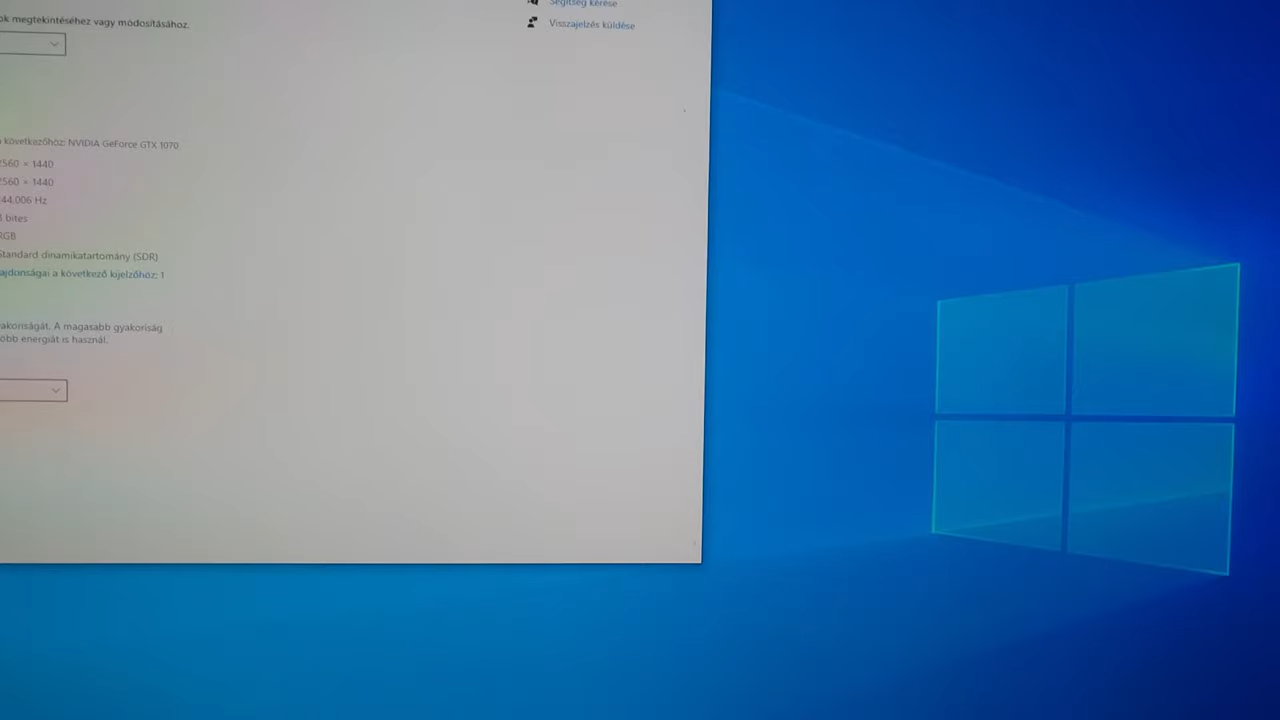 Segítség kérése
ok megtekintéséhez vagy módosításához.
Visszajelzés küldése
következőhöz: NVIDIA GeForce GTX 1070
2560 × 1440
2560 × 1440
44,006 Hz
bites
RGB
Standard dinamikatartomány (SDR)
ajdonságai a következő kijelzőhöz: 1
akoriságát. A magasabb gyakoriság
öbb energiát is használ.